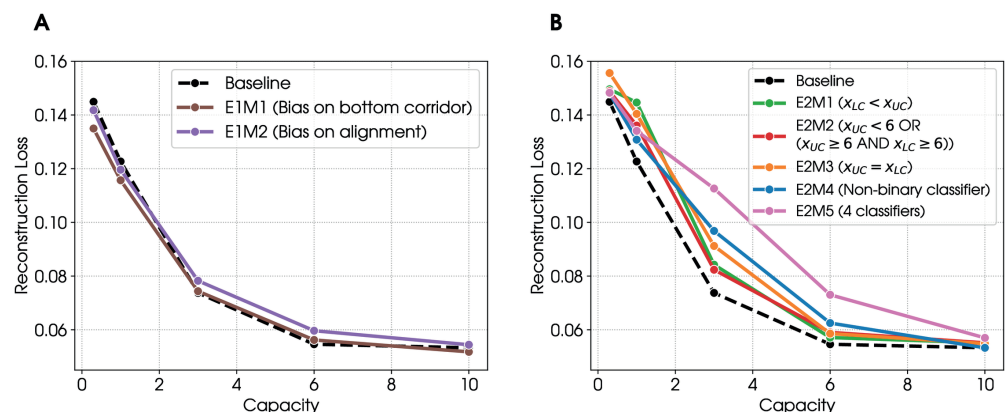 A
0.16
0.14
0.12
0.10
0.08
0.06
Reconstruction Loss
0
2
4
6
8
10
Capacity
Baseline
E1M1 (Bias on bottom corridor)
E1M2 (Bias on alignment)
B
0.16
0.14
0.12
0.10
0.08
0.06
Reconstruction Loss
0
2
4
6
8
10
Capacity
Baseline
E2M1 (x_LC < x_UC)
E2M2 (x_UC < 6 OR
(x_UC ≥ 6 AND x_LC ≥ 6))
E2M3 (x_UC = x_LC)
E2M4 (Non-binary classifier)
E2M5 (4 classifiers)